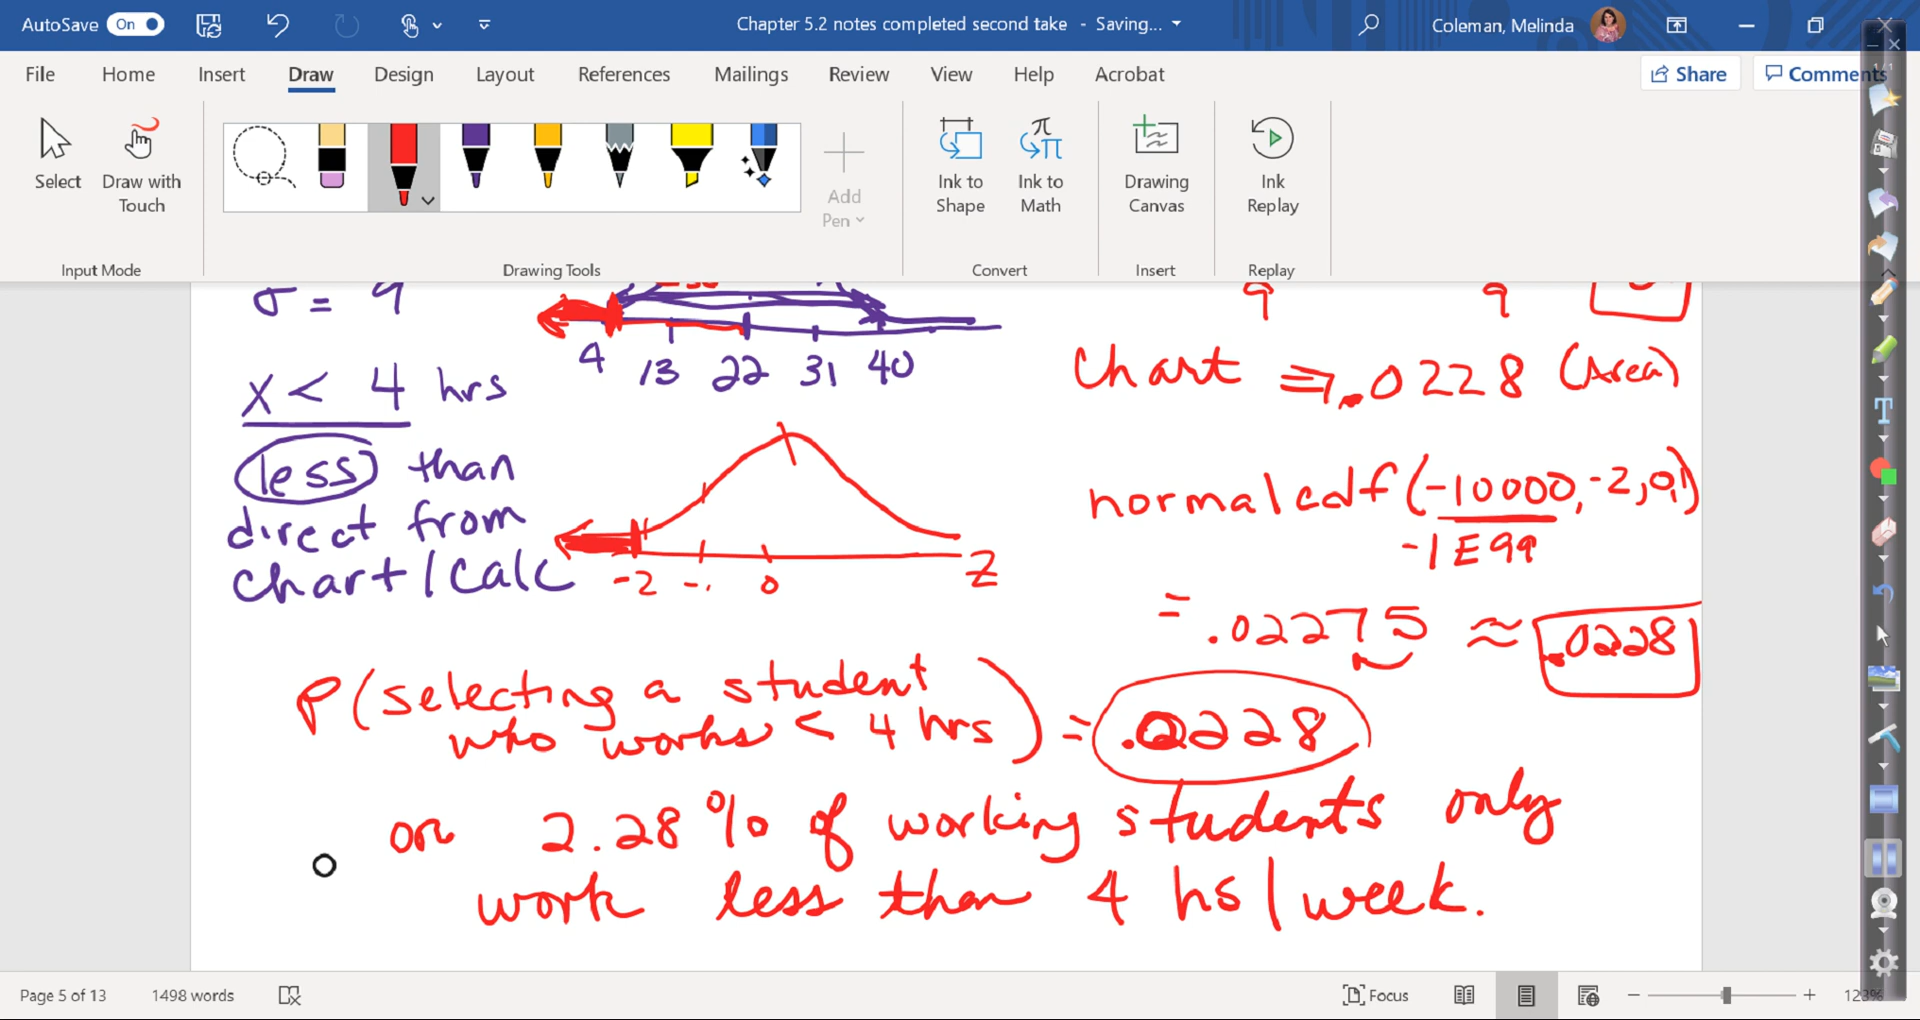 AutoSave On
Chapter 5.2 notes completed second take - Saving...
Coleman, Melinda
File Home Insert Draw Design Layout References Mailings Review View Help Acrobat
Share Comments
1/1
Select
Draw with Touch
Add Pen
Ink to Shape
Ink to Math
Drawing Canvas
Ink Replay
Input Mode Drawing Tools Convert Insert Replay
σ = 9
9 9
4 13 22 31 40
Chart ⇒ .0228 (Area)
x < 4 hrs
less than
direct from
chart/calc
-2 -1 0 Z
normalcdf(-10000, -2, 0, 1)
-1E99
= .02275 ≈ .0228
P(selecting a student
who works < 4 hrs) = .0228
or 2.28% of working students only
work less than 4 hs/week.
Page 5 of 13 1498 words
Focus